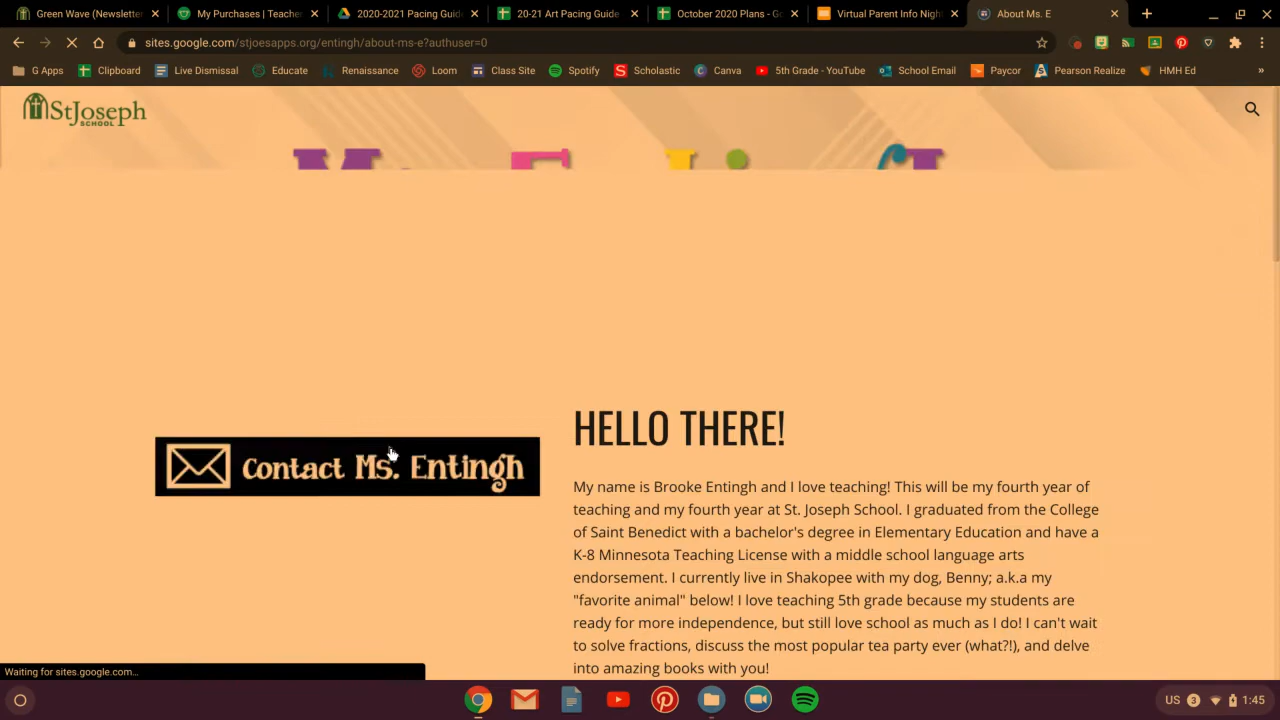 Green Wave (Newsletter
My Purchases | Teache
2020-2021 Pacing Guid
20-21 Art Pacing Guide
October 2020 Plans - Go
Virtual Parent Info Nigh
About Ms. E
sites.google.com/stjoesapps.org/entingh/about-ms-e?authuser=0
G Apps
Clipboard
Live Dismissal
Educate
Renaissance
Loom
Class Site
Spotify
Scholastic
Canva
5th Grade - YouTube
School Email
Paycor
Pearson Realize
HMH Ed
»
StJoseph
SCHOOL
Contact Ms. Entingh
HELLO THERE!
My name is Brooke Entingh and I love teaching! This will be my fourth year of
teaching and my fourth year at St. Joseph School. I graduated from the College
of Saint Benedict with a bachelor's degree in Elementary Education and have a
K-8 Minnesota Teaching License with a middle school language arts
endorsement. I currently live in Shakopee with my dog, Benny; a.k.a my
"favorite animal" below! I love teaching 5th grade because my students are
ready for more independence, but still love school as much as I do! I can't wait
to solve fractions, discuss the most popular tea party ever (what?!), and delve
into amazing books with you!
Waiting for sites.google.com...
US 3 1:45